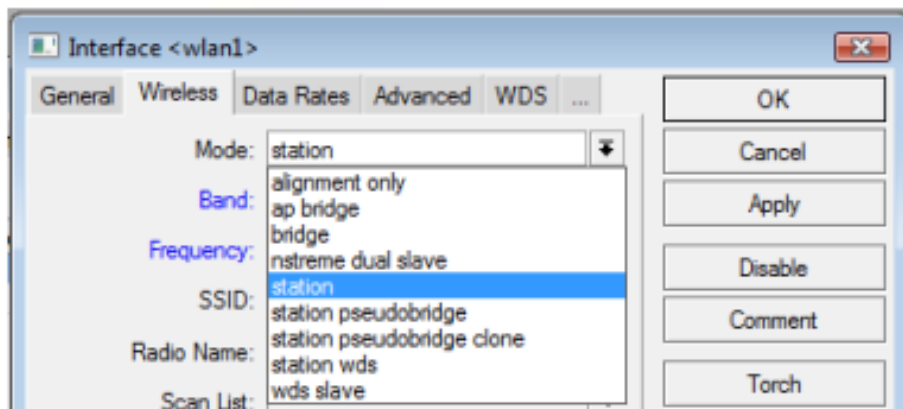 Interface <wlan1>
General Wireless Data Rates Advanced WDS ...
Mode: station
alignment only
ap bridge
bridge
nstreme dual slave
station
station pseudobridge
station pseudobridge clone
station wds
wds slave
Band:
Frequency:
SSID:
Radio Name:
Scan List:
OK
Cancel
Apply
Disable
Comment
Torch